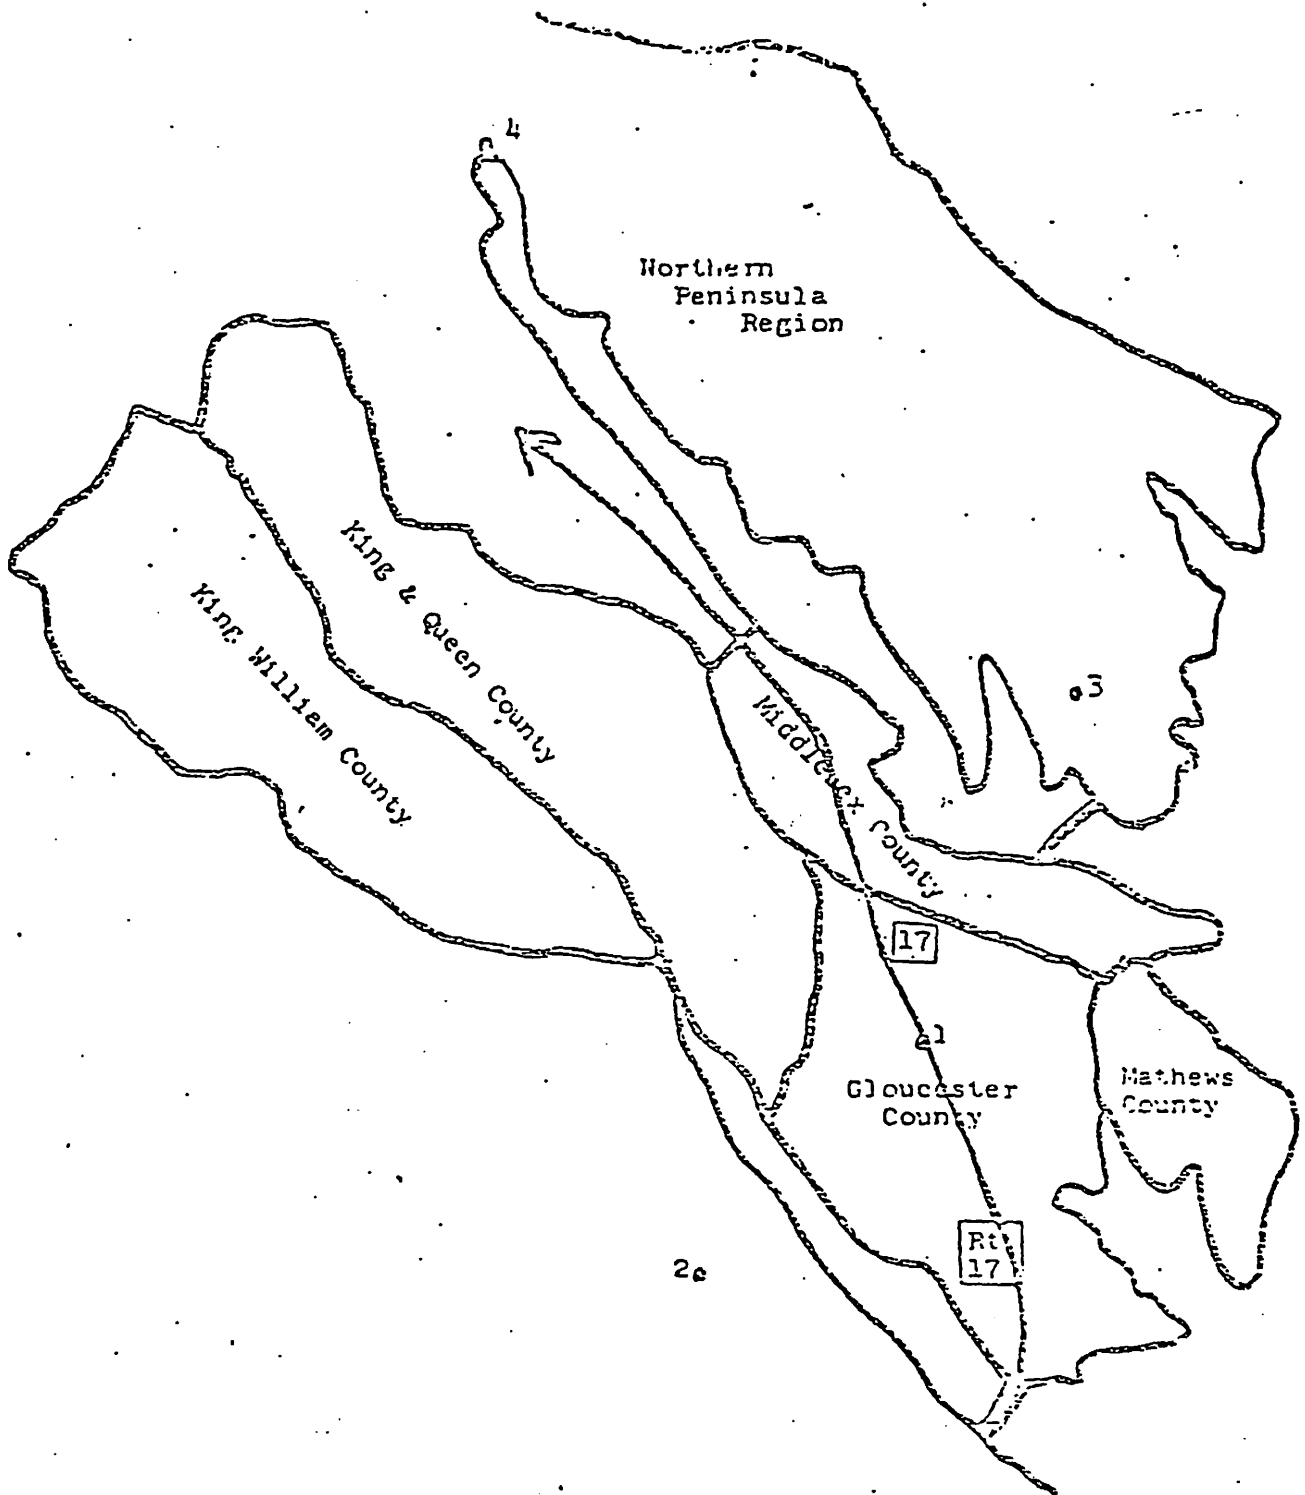 4
Northern
Peninsula
Region
King & Queen County
King William County
3
Middlesex County
17
1
Gloucester
County
Mathews
County
Rt
17
2